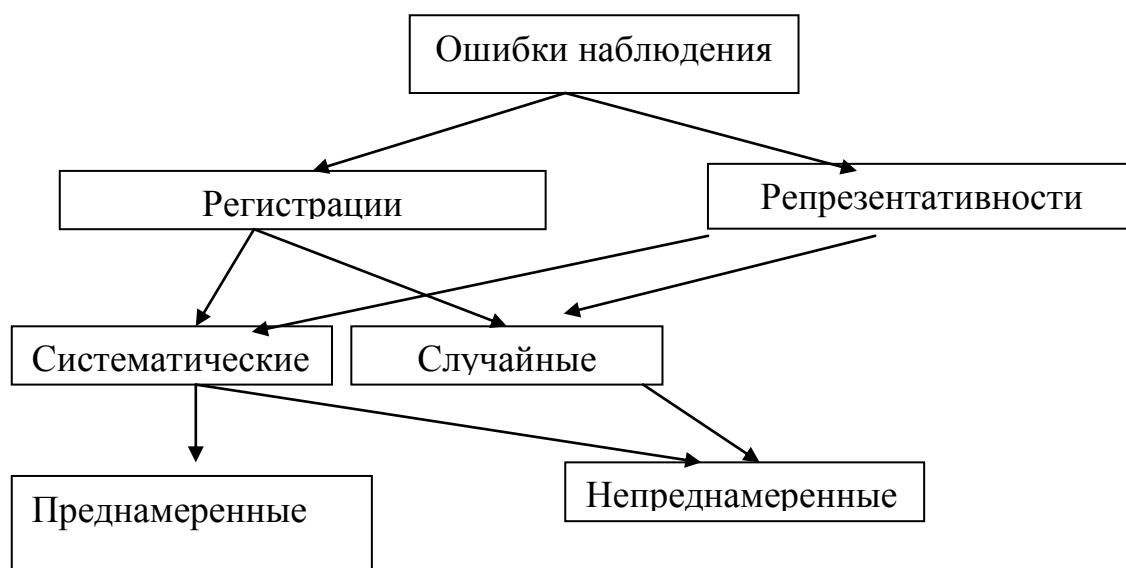 Ошибки наблюдения
Регистрации
Репрезентативности
Систематические
Случайные
Непреднамеренные
Преднамеренные